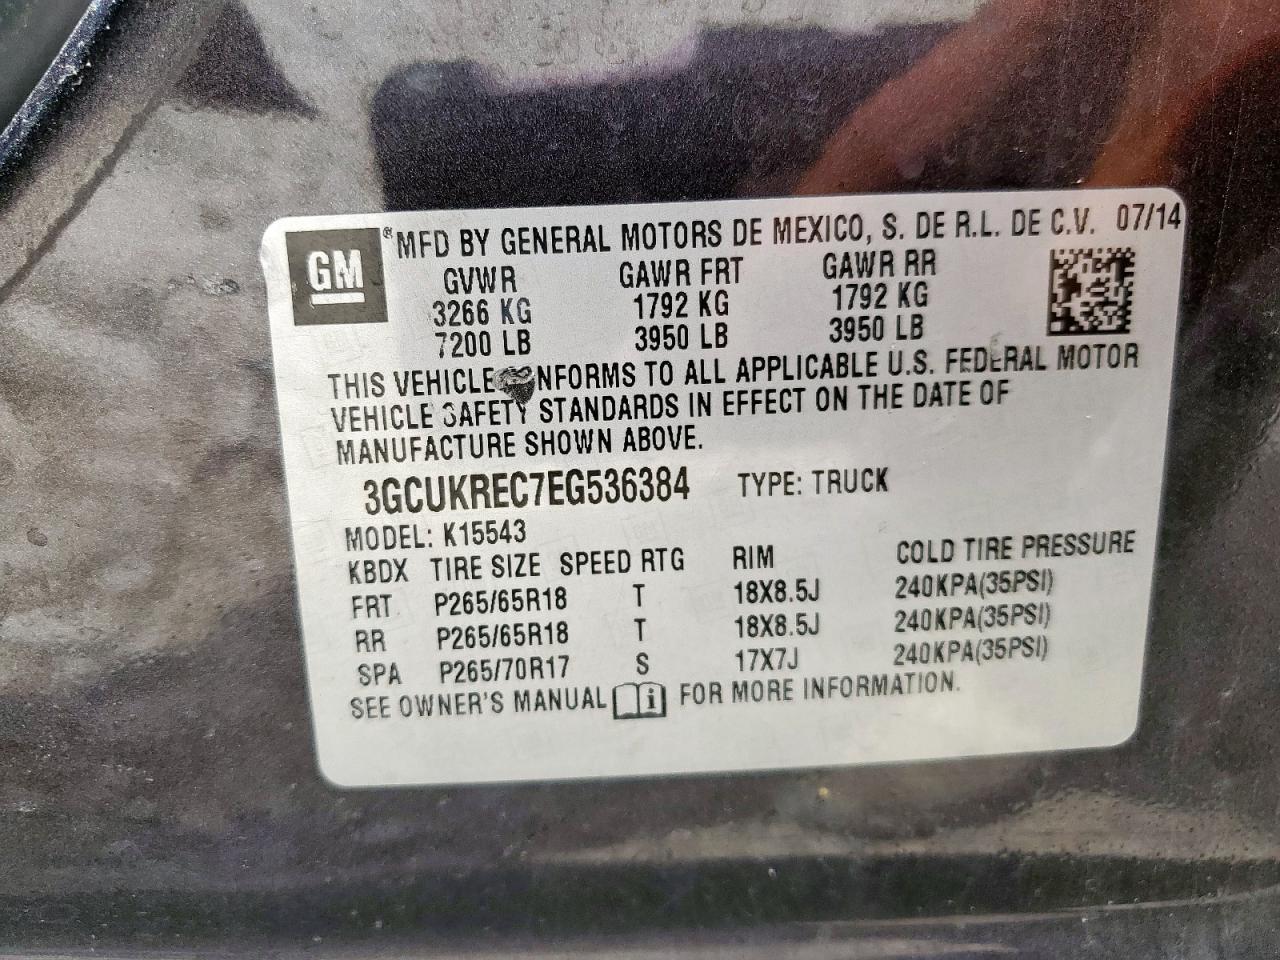 GM ® MFD BY GENERAL MOTORS DE MEXICO, S. DE R.L. DE C.V. 07/14
GVWR GAWR FRT GAWR RR
3266 KG 1792 KG 1792 KG
7200 LB 3950 LB 3950 LB
THIS VEHICLE NFORMS TO ALL APPLICABLE U.S. FEDERAL MOTOR
VEHICLE SAFETY STANDARDS IN EFFECT ON THE DATE OF
MANUFACTURE SHOWN ABOVE.
3GCUKREC7EG536384 TYPE: TRUCK
MODEL: K15543
KBDX TIRE SIZE SPEED RTG RIM COLD TIRE PRESSURE
FRT P265/65R18 T 18X8.5J 240KPA(35PSI)
RR P265/65R18 T 18X8.5J 240KPA(35PSI)
SPA P265/70R17 S 17X7J 240KPA(35PSI)
SEE OWNER'S MANUAL i FOR MORE INFORMATION.